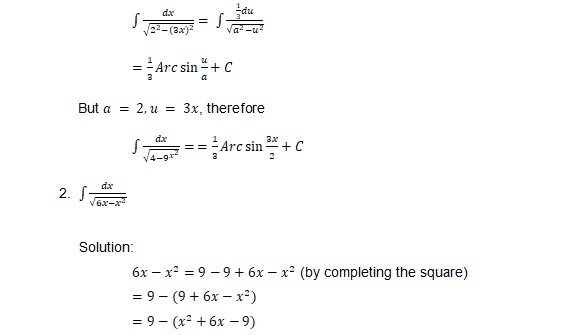 ∫ dx/√(2²−(3x)²) = ∫ (1/3)du/√(a²−u²)
= 1/3 Arc sin u/a + C
But a = 2, u = 3x, therefore
∫ dx/√(4−9^x²) == 1/3 Arc sin 3x/2 + C
2. ∫ dx/√(6x−x²)
Solution:
6x − x² = 9 − 9 + 6x − x² (by completing the square)
= 9 − (9 + 6x − x²)
= 9 − (x² + 6x − 9)